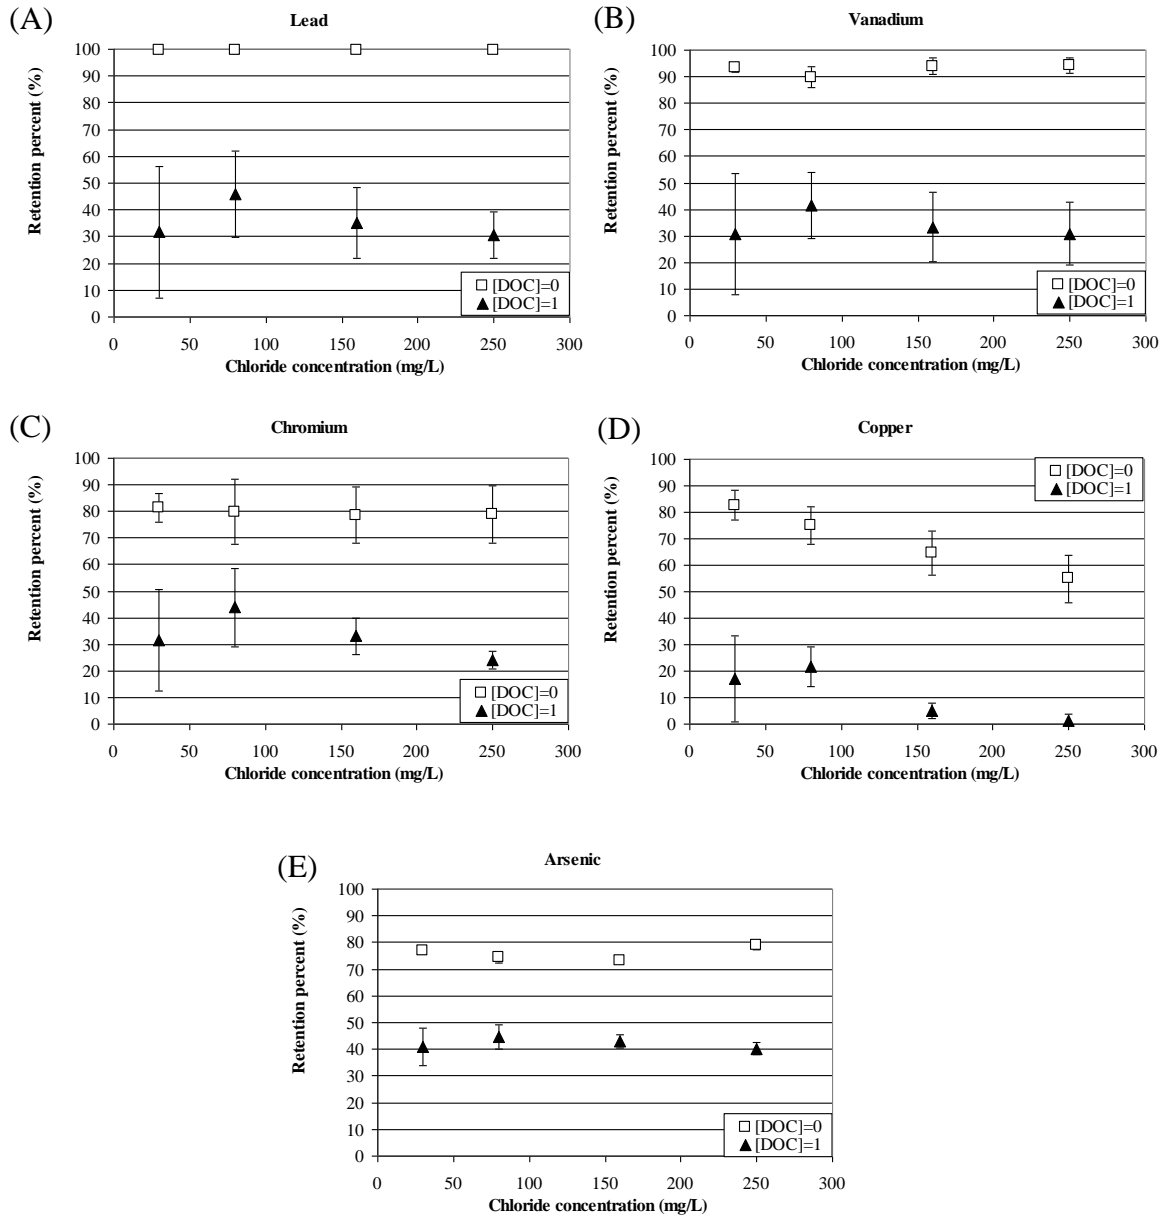 (A)
Lead
Retention percent (%)
100
90
80
70
60
50
40
30
20
10
0
[DOC]=0
[DOC]=1
0 50 100 150 200 250 300
Chloride concentration (mg/L)
(B)
Vanadium
Retention percent (%)
100
90
80
70
60
50
40
30
20
10
0
[DOC]=0
[DOC]=1
0 50 100 150 200 250 300
Chloride concentration (mg/L)
(C)
Chromium
Retention percent (%)
100
90
80
70
60
50
40
30
20
10
0
[DOC]=0
[DOC]=1
0 50 100 150 200 250 300
Chloride concentration (mg/L)
(D)
Copper
Retention percent (%)
100
90
80
70
60
50
40
30
20
10
0
[DOC]=0
[DOC]=1
0 50 100 150 200 250 300
Chloride concentration (mg/L)
(E)
Arsenic
Retention percent (%)
100
90
80
70
60
50
40
30
20
10
0
[DOC]=0
[DOC]=1
0 50 100 150 200 250 300
Chloride concentration (mg/L)